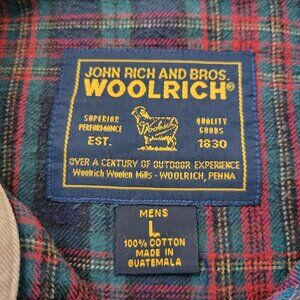 JOHN RICH AND BROS.
WOOLRICH®
SUPERIOR PERFORMANCE
QUALITY GOODS
Woolrich
EST. 1830
OVER A CENTURY OF OUTDOOR EXPERIENCE
Woolrich Woolen Mills - WOOLRICH, PENNA
MENS
L
100% COTTON
MADE IN
GUATEMALA